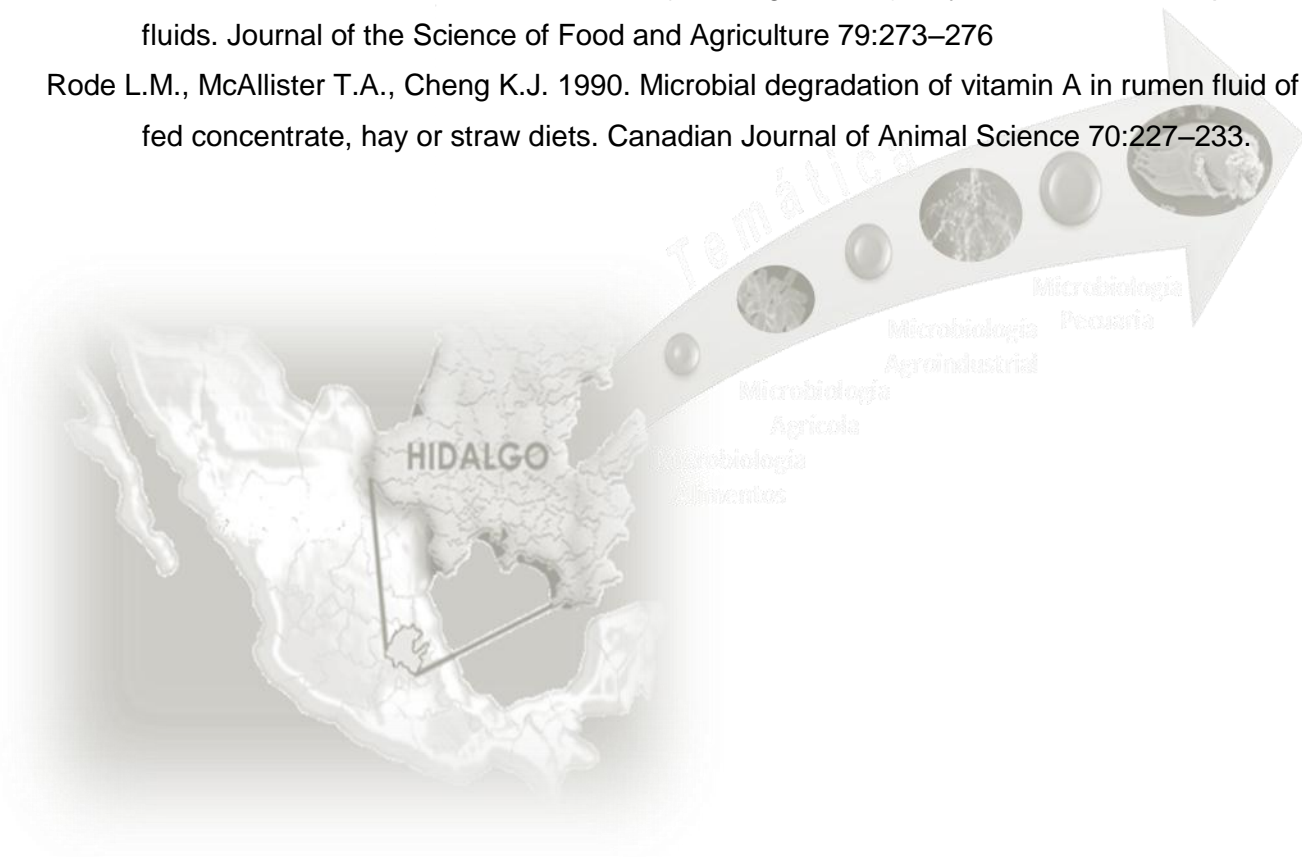 fluids. Journal of the Science of Food and Agriculture 79:273–276
Rode L.M., McAllister T.A., Cheng K.J. 1990. Microbial degradation of vitamin A in rumen fluid of
fed concentrate, hay or straw diets. Canadian Journal of Animal Science 70:227–233.
Temática
Microbiología
Pecuaria
Microbiología
Agroindustrial
Microbiología
Agrícola
Microbiología
Alimentos
HIDALGO